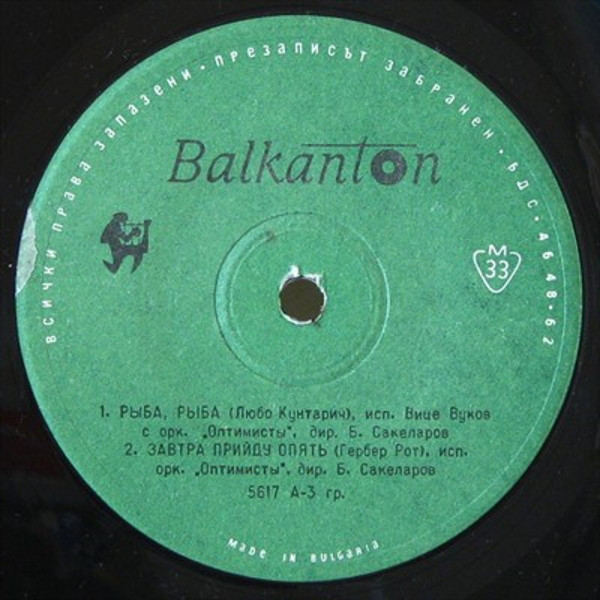 ВСИЧКИ ПРАВА ЗАПАЗЕНИ · ПРЕЗАПИСЪТ ЗАБРАНЕН · БДС · 4648-62
Balkanton
М
33
1. РЫБА, РЫБА (Любо Кунтарич), исп. Вице Вуков
с орк. „Оптимисты", дир. Б. Сакеларов
2. ЗАВТРА ПРИЙДУ ОПЯТЬ (Гербер Рот), исп.
орк. „Оптимисты", дир. Б. Сакеларов
5617 А-3 гр.
MADE IN BULGARIA